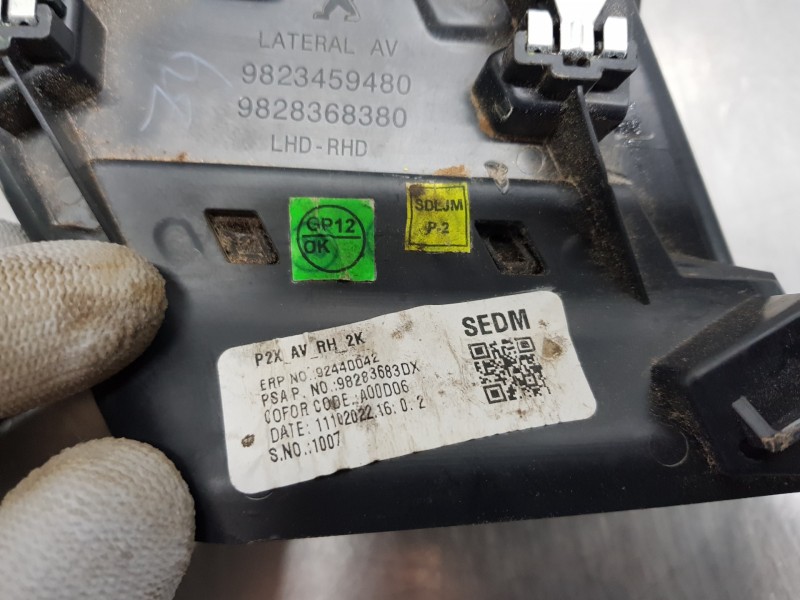 LATERAL AV
9823459480
9828368380
LHD-RHD
GP12
OK
SDLJM
P-2
P2X_AV_RH_2K
SEDM
ERP NO.:92440042
PSA P. NO.:98283683DX
COFOR CODE.:A00D06
DATE: 11102022.16: 0: 2
S.NO.:1007